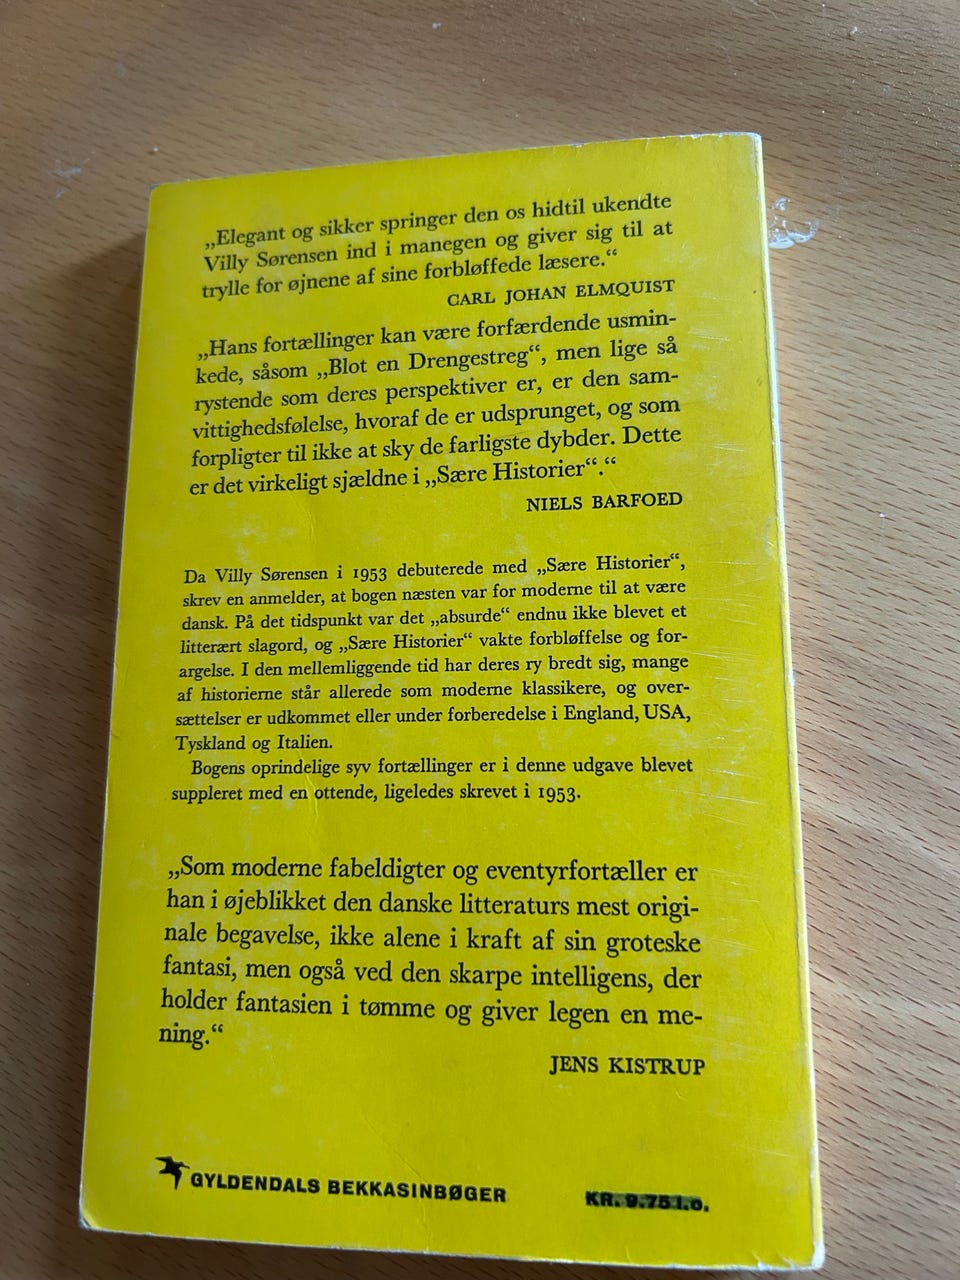 „Elegant og sikker springer den os hidtil ukendte
Villy Sørensen ind i manegen og giver sig til at
trylle for øjnene af sine forbløffede læsere.“
CARL JOHAN ELMQUIST
„Hans fortællinger kan være forfærdende usmin-
kede, såsom „Blot en Drengestreg“, men lige så
rystende som deres perspektiver er, er den sam-
vittighedsfølelse, hvoraf de er udsprunget, og som
forpligter til ikke at sky de farligste dybder. Dette
er det virkeligt sjældne i „Sære Historier“.“
NIELS BARFOED
Da Villy Sørensen i 1953 debuterede med „Sære Historier“,
skrev en anmelder, at bogen næsten var for moderne til at være
dansk. På det tidspunkt var det „absurde“ endnu ikke blevet et
litterært slagord, og „Sære Historier“ vakte forbløffelse og for-
argelse. I den mellemliggende tid har deres ry bredt sig, mange
af historierne står allerede som moderne klassikere, og over-
sættelser er udkommet eller under forberedelse i England, USA,
Tyskland og Italien.
Bogens oprindelige syv fortællinger er i denne udgave blevet
suppleret med en ottende, ligeledes skrevet i 1953.
„Som moderne fabeldigter og eventyrfortæller er
han i øjeblikket den danske litteraturs mest origi-
nale begavelse, ikke alene i kraft af sin groteske
fantasi, men også ved den skarpe intelligens, der
holder fantasien i tømme og giver legen en me-
ning.“
JENS KISTRUP
GYLDENDALS BEKKASINBØGER
KR. 9.75 i.o.